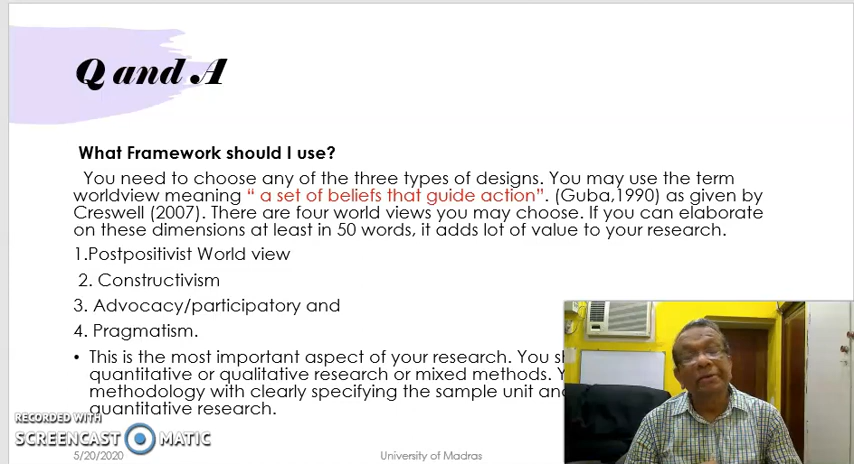 Q and A
What Framework should I use?
You need to choose any of the three types of designs. You may use the term
worldview meaning “ a set of beliefs that guide action”. (Guba,1990) as given by
Creswell (2007). There are four world views you may choose. If you can elaborate
on these dimensions at least in 50 words, it adds lot of value to your research.
1.Postpositivist World view
2. Constructivism
3. Advocacy/participatory and
4. Pragmatism.
• This is the most important aspect of your research. You
quantitative or qualitative research or mixed methods.
methodology with clearly specifying the sample unit
quantitative research.
RECORDED WITH
SCREENCAST MATIC
5/20/2020
University of Madras